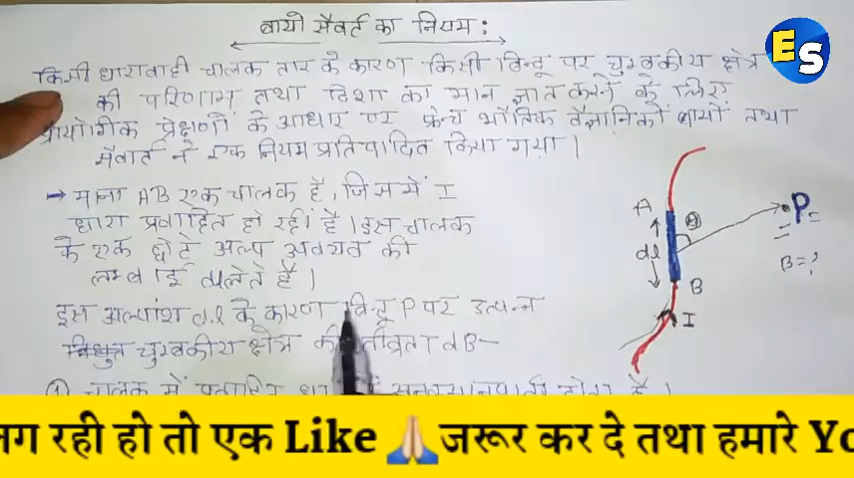 बायो सैवर्ट का नियम :
ES
किसी धारावाही चालक तार के कारण किसी बिन्दु पर चुम्बकीय क्षेत्र
की परिणाम तथा दिशा का मान ज्ञात करने के लिए
प्रायोगीक प्रेक्षणों के आधार पर फ्रेन्च भौतिक वैज्ञानिकों बायों तथा
सैवार्ट ने एक नियम प्रतिपादित किया गया ।
→ माना AB एक चालक है, जिसमें I
धारा प्रवाहित हो रही है । इस चालक
के एक छोटे अल्प अवयव की
लम्बाई dl लेते है ।
इस अल्पांश dl के कारण बिन्दु P पर उत्पन्न
चुम्बकीय क्षेत्र की तीव्रता dB –
A
dl
θ
P
B
B = ?
I
चालक में
लग रही हो तो एक Like 🙏 जरूर कर दे तथा हमारे Yo